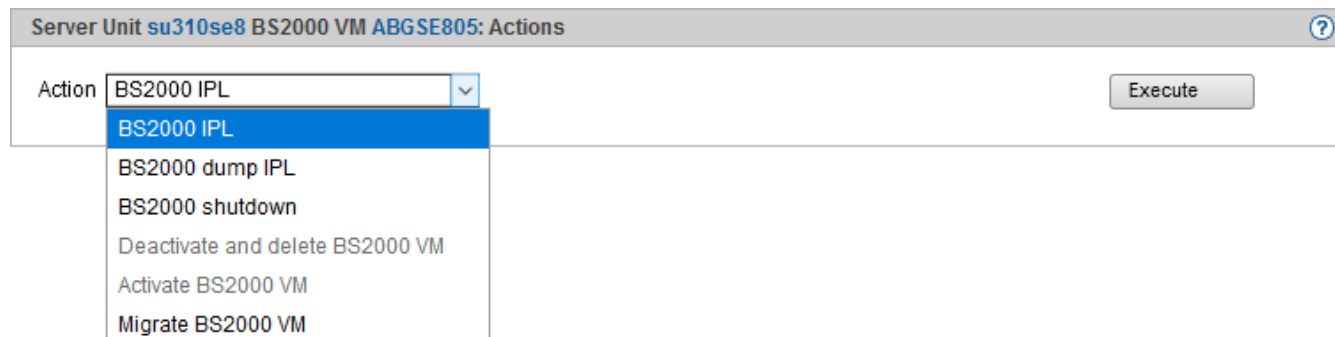 Server Unit su310se8 BS2000 VM ABGSE805: Actions ?
Action BS2000 IPL Execute
BS2000 IPL
BS2000 dump IPL
BS2000 shutdown
Deactivate and delete BS2000 VM
Activate BS2000 VM
Migrate BS2000 VM